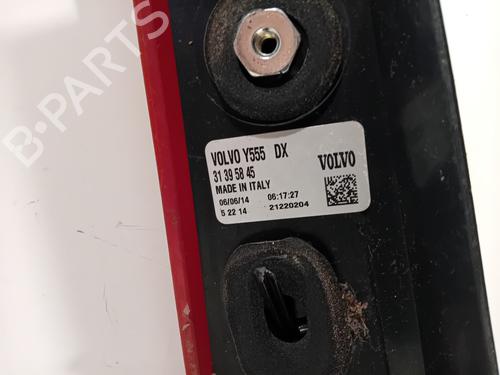 B-PARTS
VOLVO Y555 DX
31 39 58 45
MADE IN ITALY
06/06/14 06:17:27
5 22 14 21220204
VOLVO